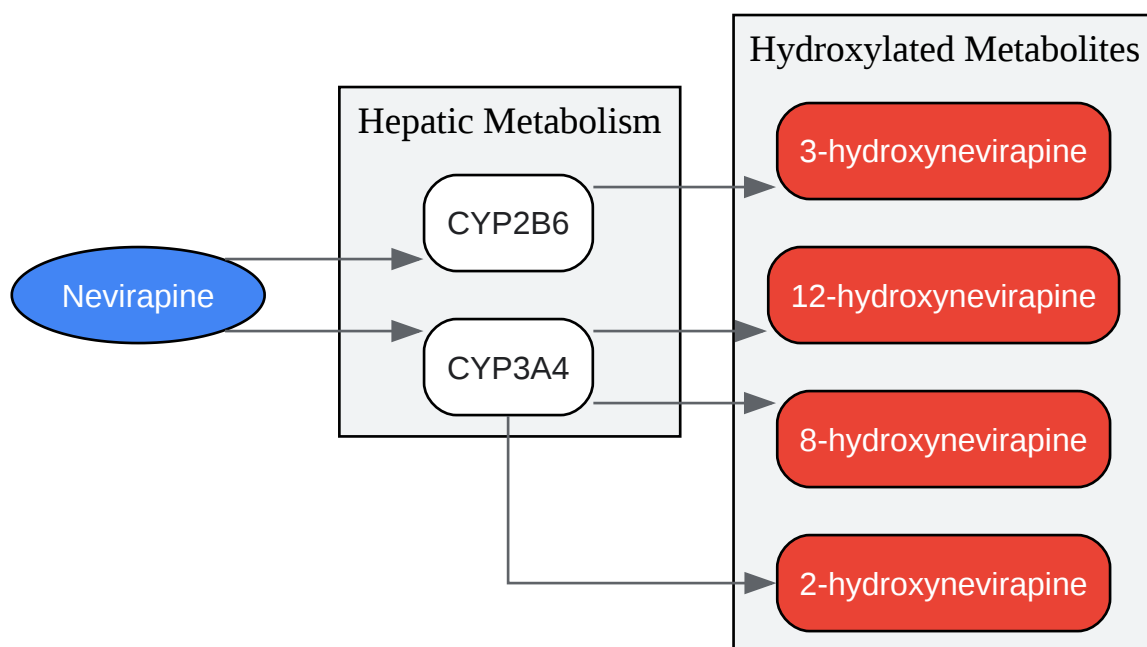 Hydroxylated Metabolites
Hepatic Metabolism
3-hydroxynevirapine
CYP2B6
Nevirapine
12-hydroxynevirapine
CYP3A4
8-hydroxynevirapine
2-hydroxynevirapine